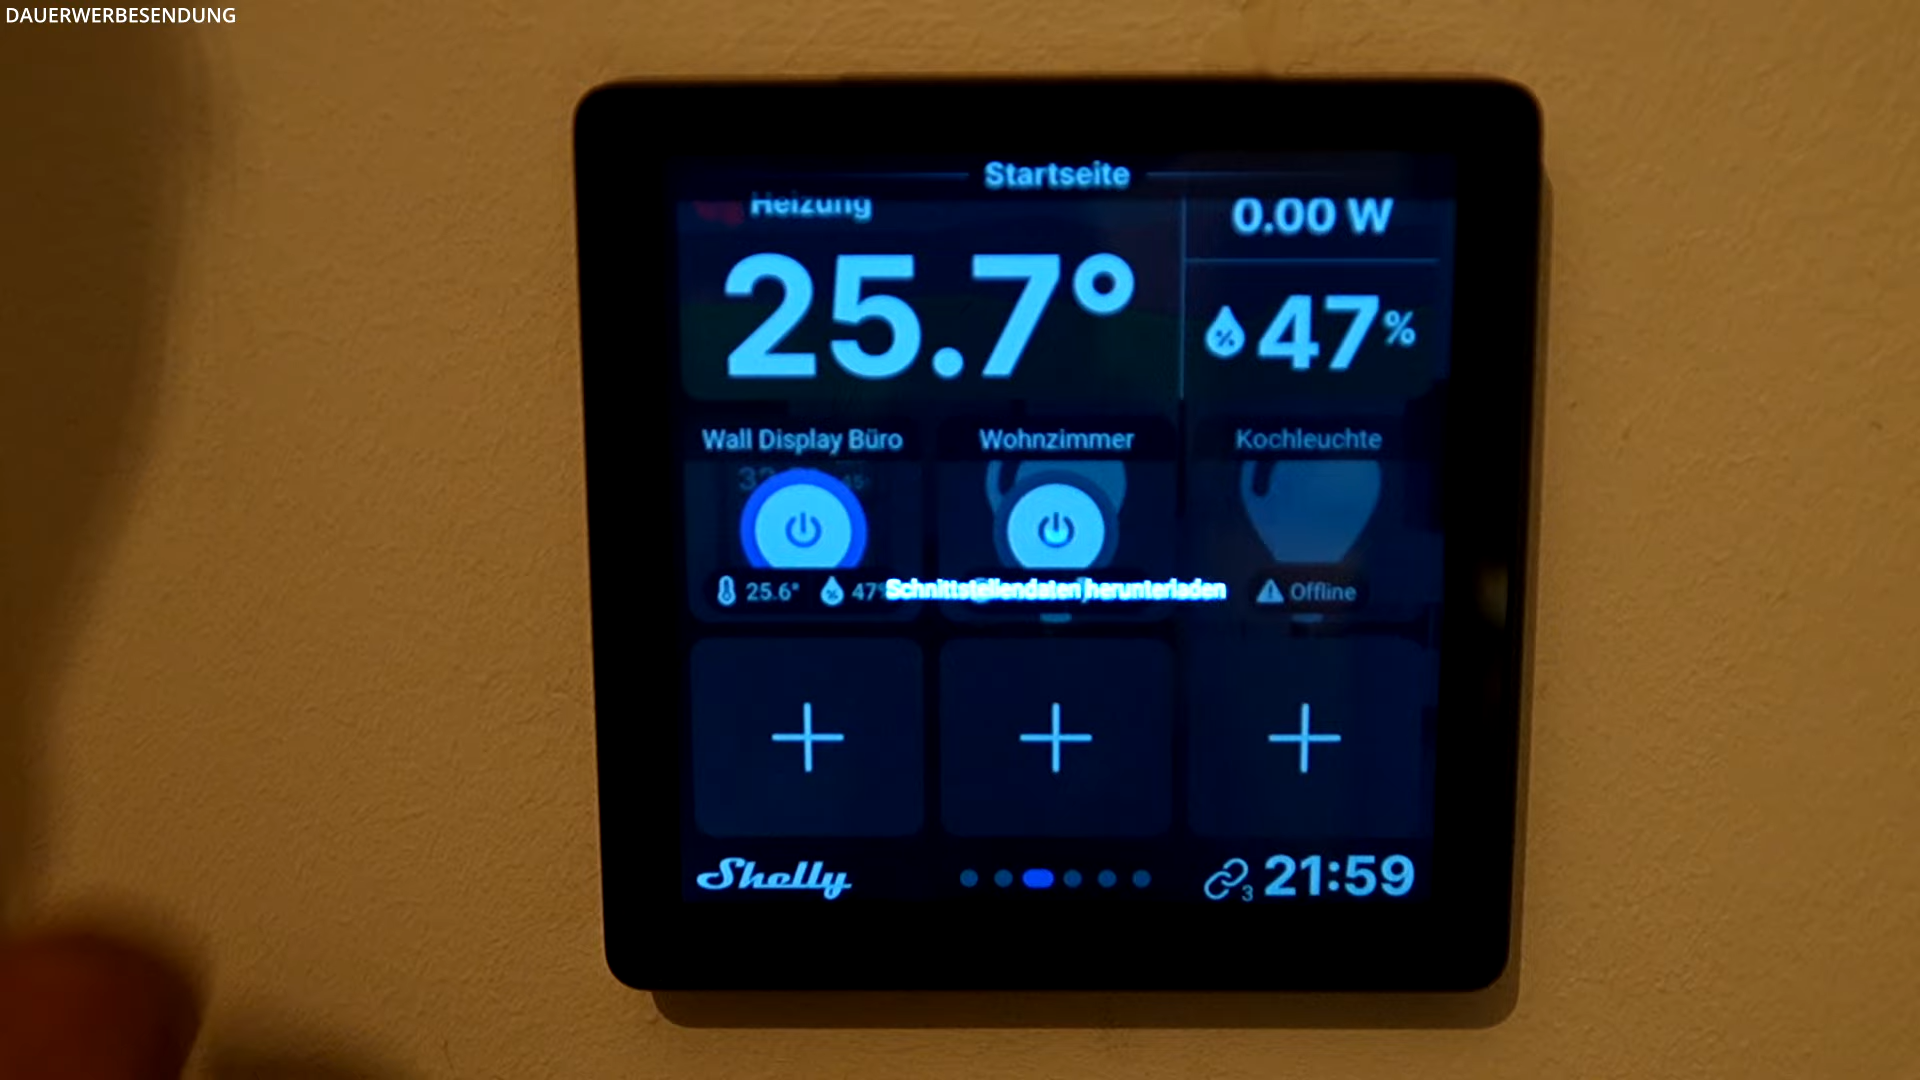 DAUERWERBESENDUNG
Startseite
Heizung
0.00 W
25.7°
47%
Wall Display Büro
Wohnzimmer
Kochleuchte
25.6°
47%
Schnittstellendaten herunterladen
Offline
Shelly
3
21:59